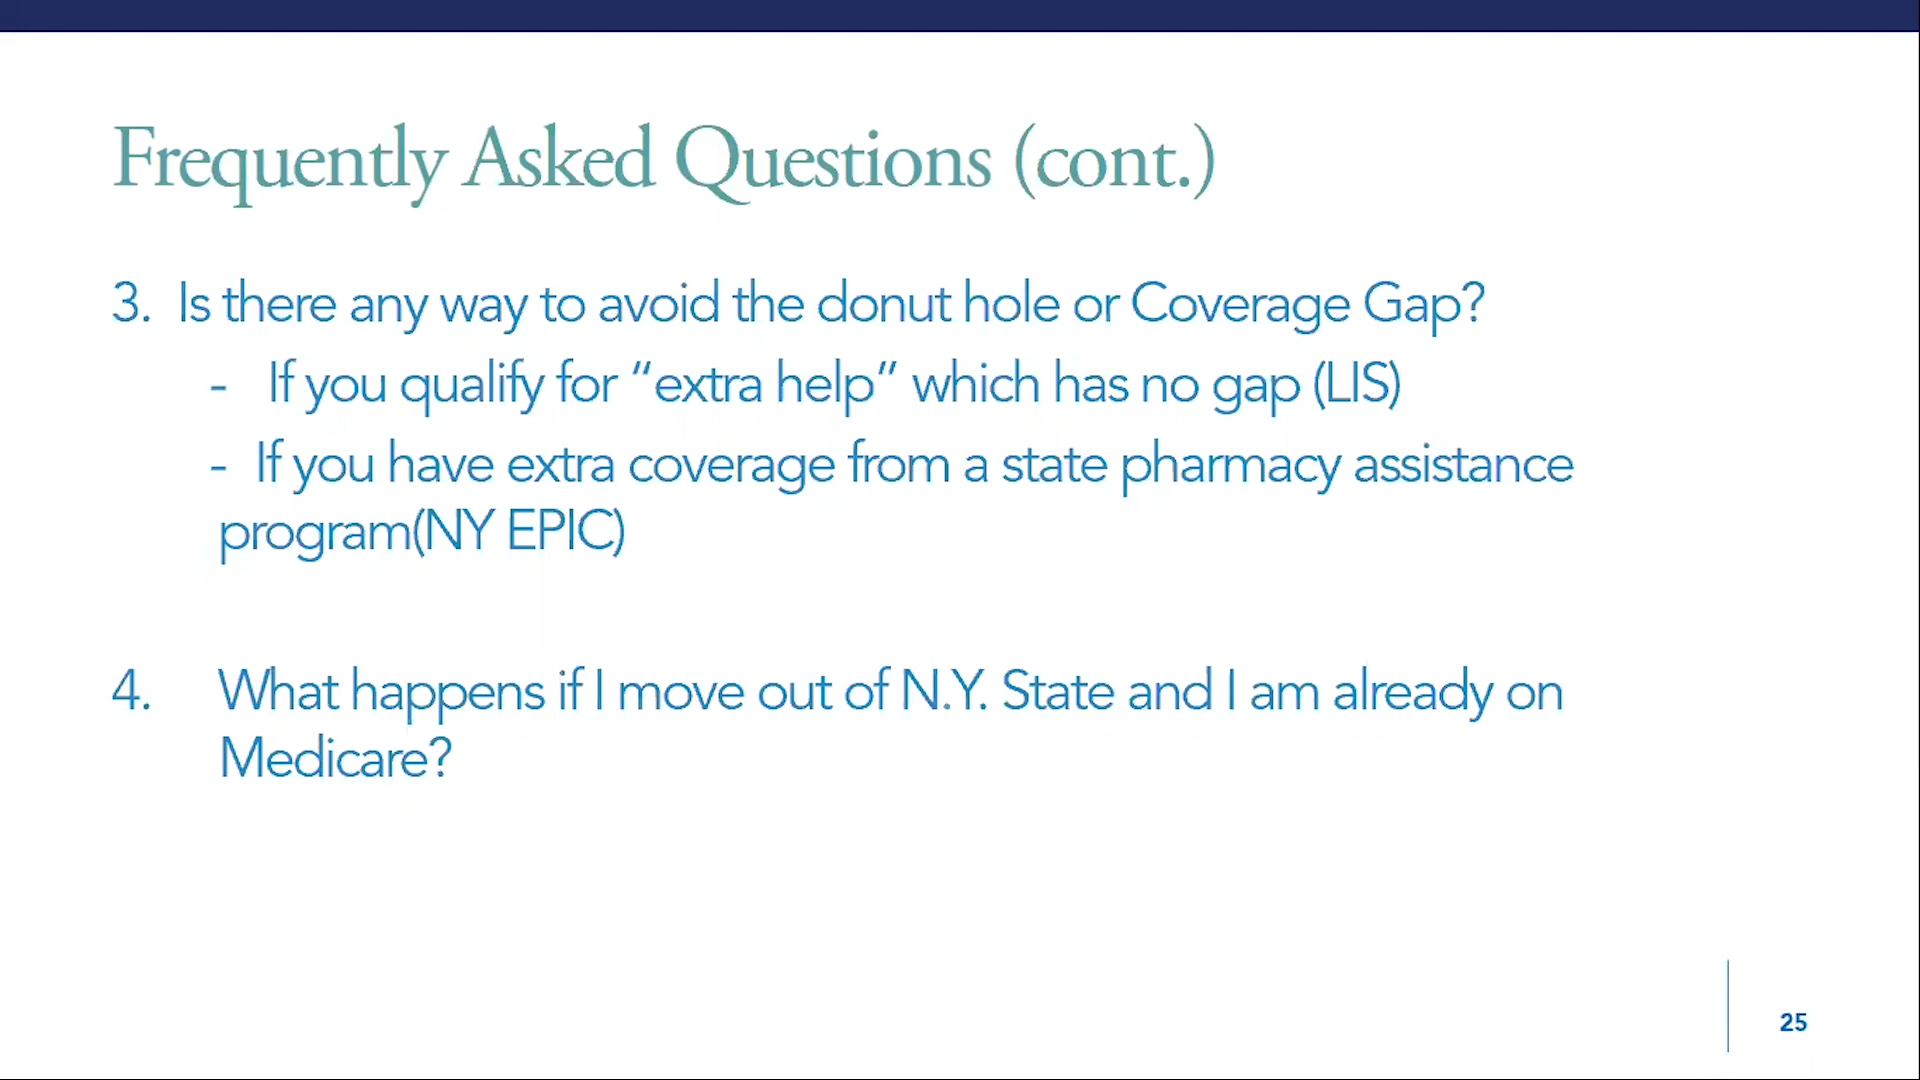 Frequently Asked Questions (cont.)
3. Is there any way to avoid the donut hole or Coverage Gap?
- If you qualify for “extra help” which has no gap (LIS)
- If you have extra coverage from a state pharmacy assistance
program(NY EPIC)
4. What happens if I move out of N.Y. State and I am already on
Medicare?
25